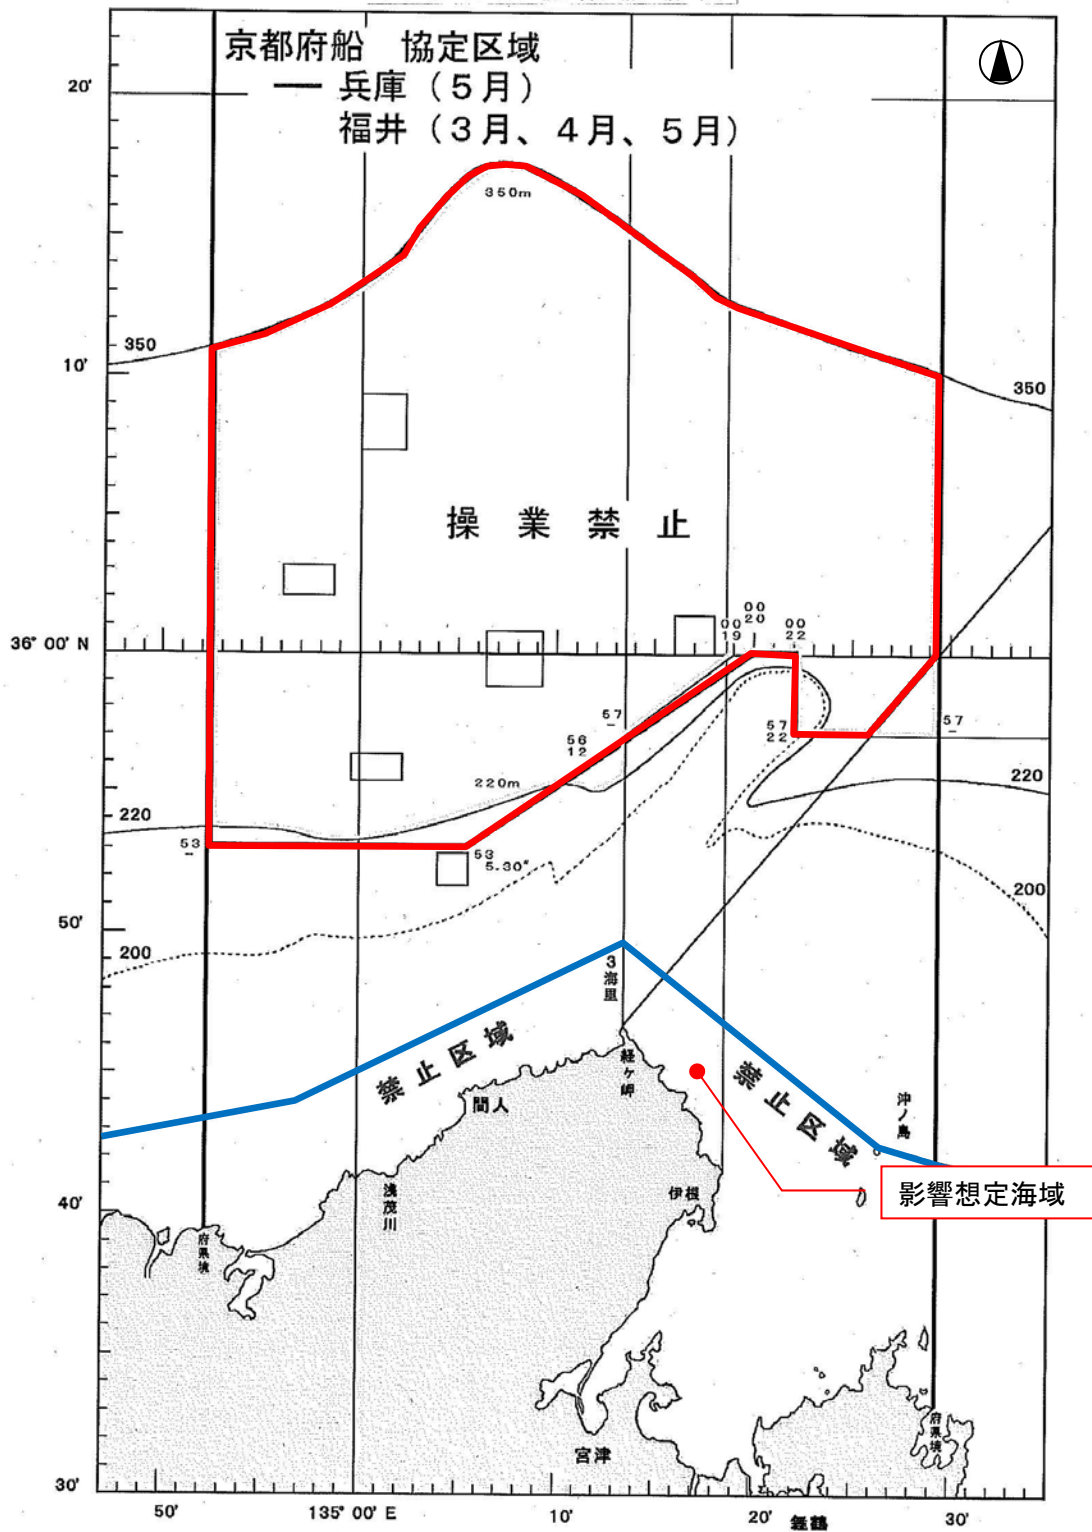 京都府船 協定区域
兵庫（５月）
福井（３月、４月、５月）
20'
350m
350
10'
350
操業禁止
00
19
00
20
00
22
36° 00' N
57
57
22
57
56
12
220m
220
220
53
53
5.30"
200
50'
200
3海里
禁止区域
経ヶ岬
禁止区域
間人
沖ノ島
影響想定海域
浅茂川
伊根
40'
府県境
府県境
宮津
30'
50'
135° 00' E
10'
20'
30'
舞鶴